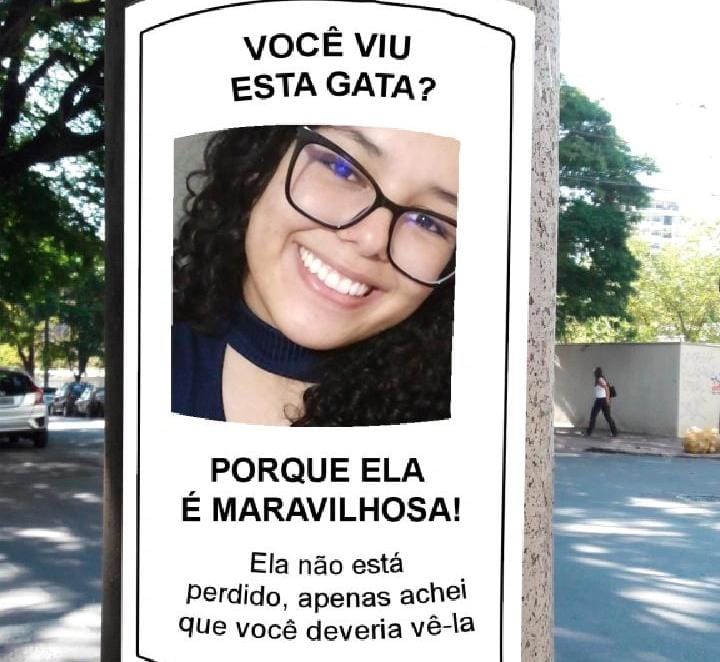 VOCÊ VIU
ESTA GATA?
PORQUE ELA
É MARAVILHOSA!
Ela não está
perdido, apenas achei
que você deveria vê-la